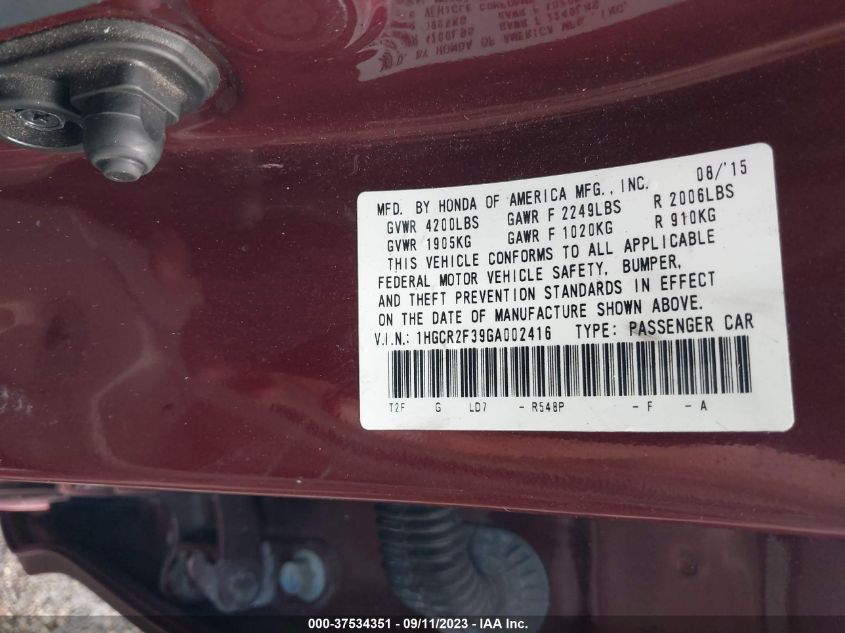 MFD. BY HONDA OF AMERICA MFG., INC. 08/'15
GVWR 4200LBS GAWR F 2249LBS R 2006LBS
GVWR 1905KG GAWR F 1020KG R 910KG
THIS VEHICLE CONFORMS TO ALL APPLICABLE
FEDERAL MOTOR VEHICLE SAFETY, BUMPER,
AND THEFT PREVENTION STANDARDS IN EFFECT
ON THE DATE OF MANUFACTURE SHOWN ABOVE.
V.I.N.: 1HGCR2F39GA002416 TYPE: PASSENGER CAR
T2F G LD7 - R548P - F - A
000-37534351 - 09/11/2023 - IAA Inc.